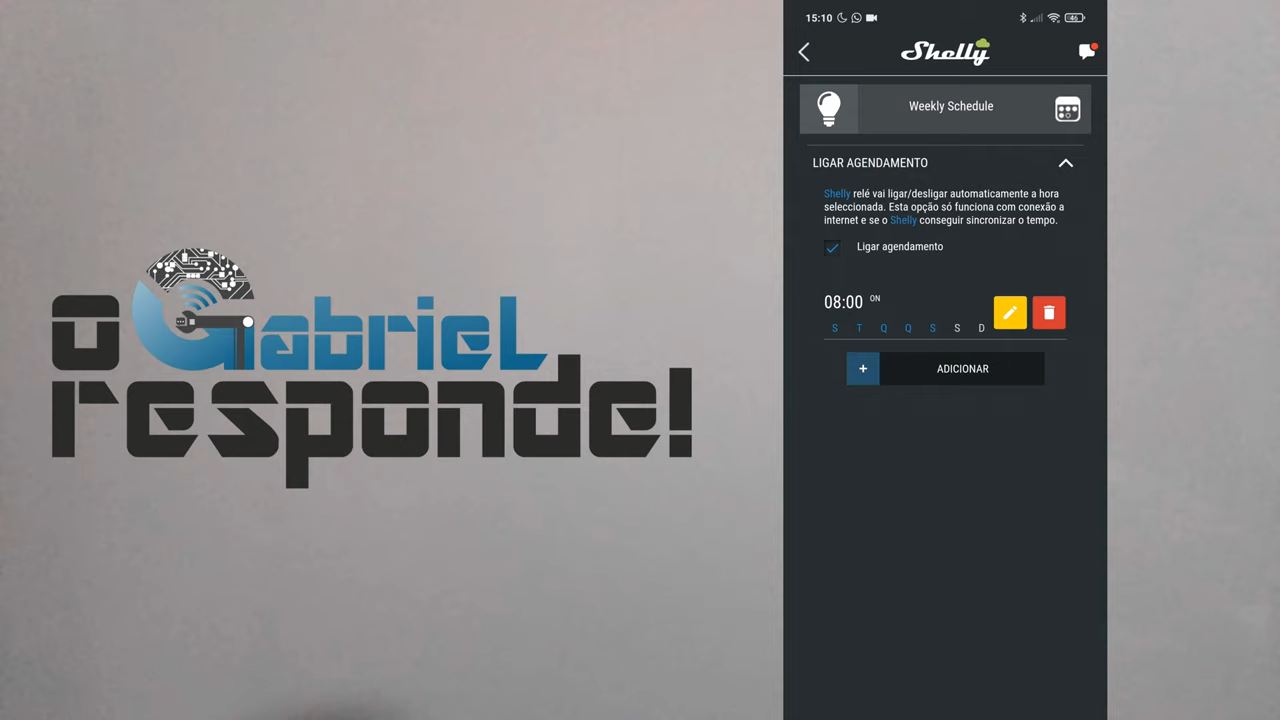 O Gabriel
responde!
15:10
46
Shelly
Weekly Schedule
LIGAR AGENDAMENTO
Shelly relé vai ligar/desligar automaticamente a hora
seleccionada. Esta opção só funciona com conexão a
internet e se o Shelly conseguir sincronizar o tempo.
Ligar agendamento
08:00 ON
S T Q Q S S D
+ ADICIONAR